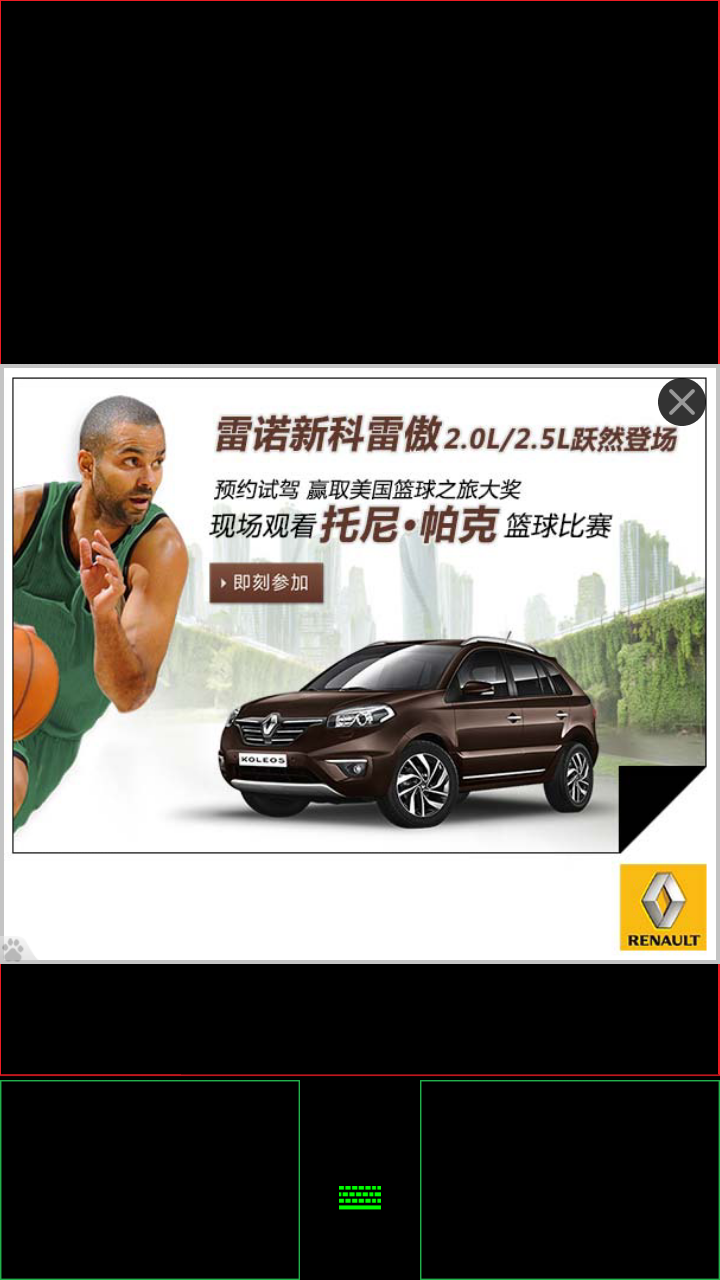 雷诺新科雷傲2.0L/2.5L跃然登场
预约试驾 赢取美国篮球之旅大奖
现场观看托尼·帕克篮球比赛
即刻参加
KOLEOS
RENAULT